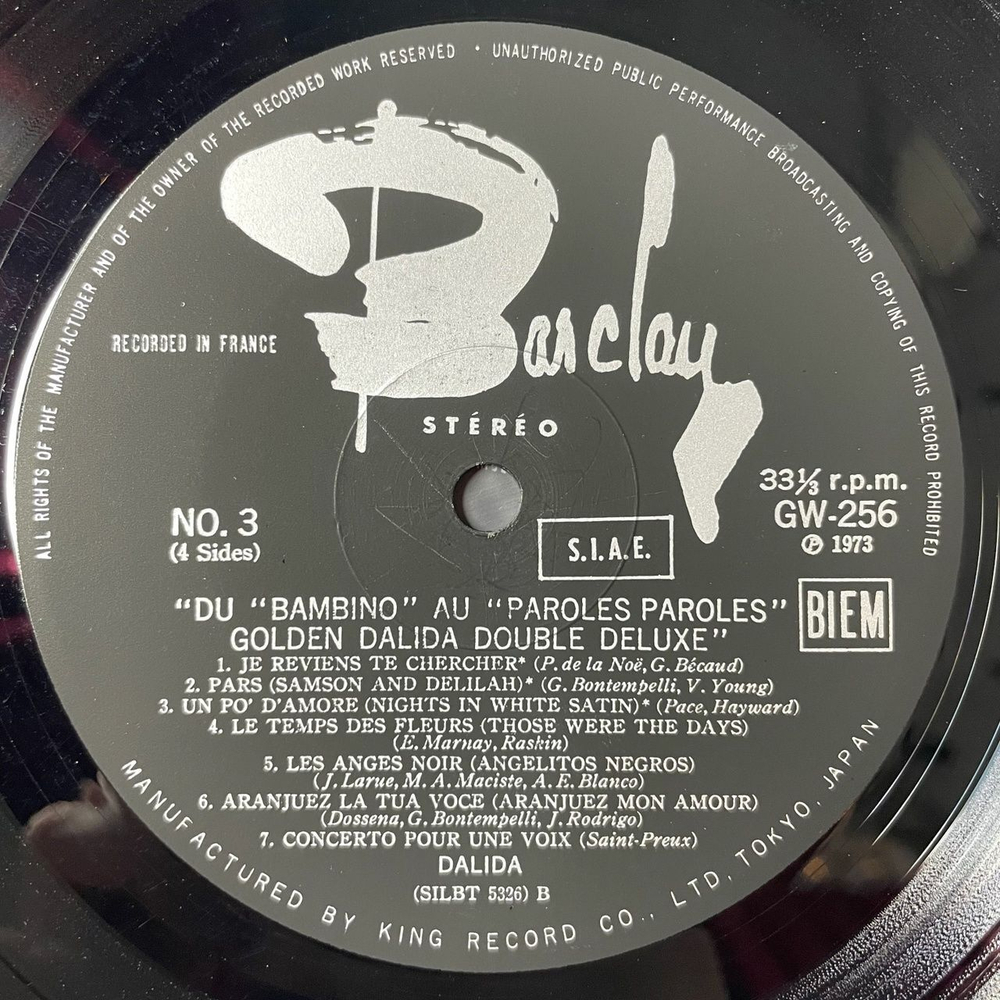 ALL RIGHTS OF THE MANUFACTURER AND OF THE OWNER OF THE RECORDED WORK RESERVED • UNAUTHORIZED PUBLIC PERFORMANCE BROADCASTING AND COPYING OF THIS RECORD PROHIBITED
Barclay
RECORDED IN FRANCE
STÉRÉO
33⅓ r.p.m.
NO. 3
GW-256
(4 Sides)
S.I.A.E.
℗ 1973
BIEM
"DU "BAMBINO" AU "PAROLES PAROLES"
GOLDEN DALIDA DOUBLE DELUXE"
1. JE REVIENS TE CHERCHER* (P. de la Noë, G. Bécaud)
2. PARS (SAMSON AND DELILAH)* (G. Bontempelli, V. Young)
3. UN PO' D'AMORE (NIGHTS IN WHITE SATIN)* (Pace, Hayward)
4. LE TEMPS DES FLEURS (THOSE WERE THE DAYS)
(E. Marnay, Raskin)
5. LES ANGES NOIR (ANGELITOS NEGROS)
(J. Larue, M. A. Maciste, A. E. Blanco)
6. ARANJUEZ LA TUA VOCE (ARANJUEZ MON AMOUR)
(Dossena, G. Bontempelli, J. Rodrigo)
7. CONCERTO POUR UNE VOIX (Saint-Preux)
DALIDA
(SILBT 5326) B
MANUFACTURED BY KING RECORD CO., LTD, TOKYO, JAPAN